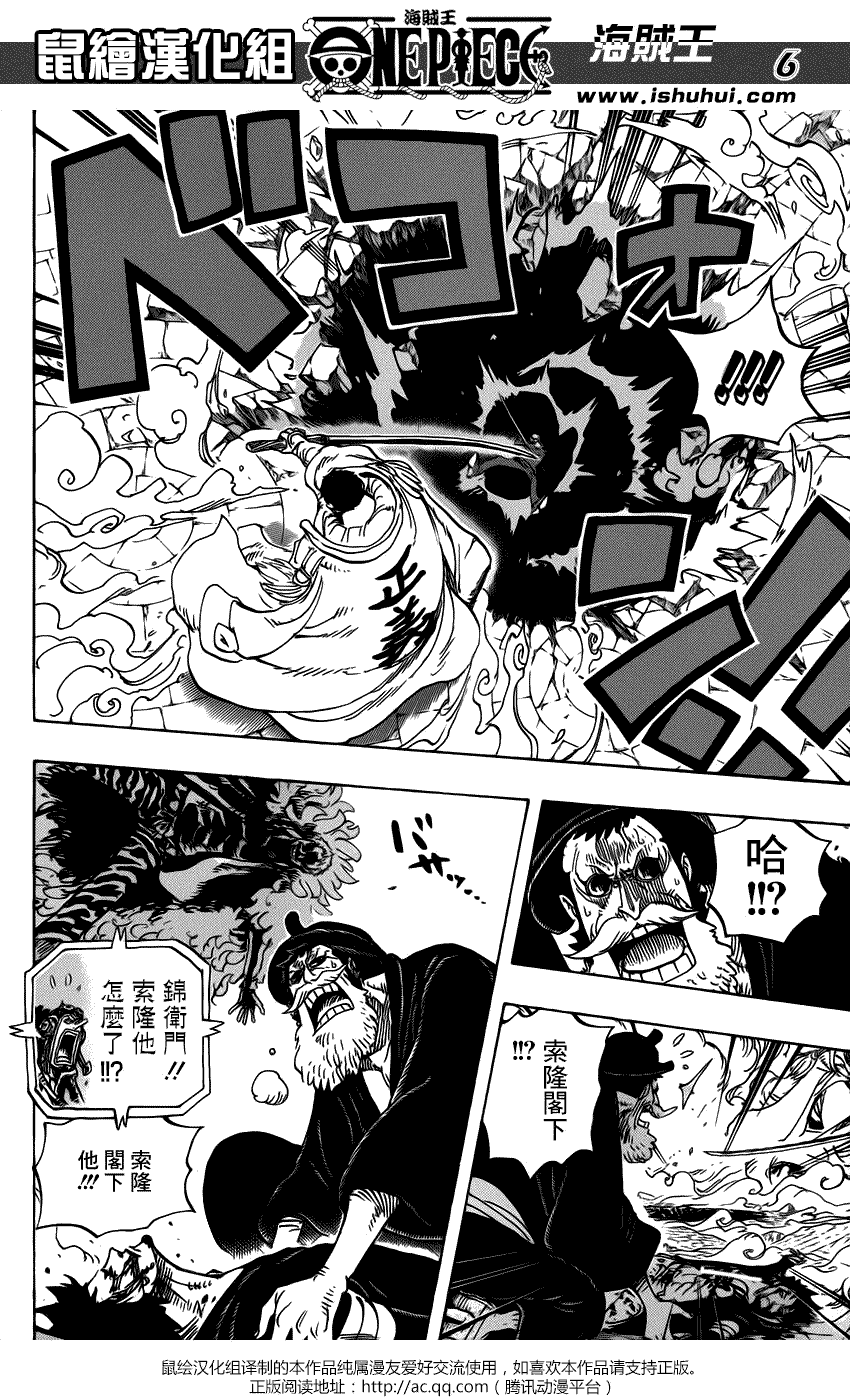 鼠繪漢化組
海賊王
ONE PIECE
海賊王
www.ishuhui.com
6
ベコォン!!
!!!
正義
哈
!!?
索隆閣下
!!?
バサッ…
錦衛門!!
索隆他
怎麼了!!?
索隆
閣下
他!!!
鼠绘汉化组译制的本作品纯属漫友爱好交流使用，如喜欢本作品请支持正版。
正版阅读地址：http://ac.qq.com（腾讯动漫平台）